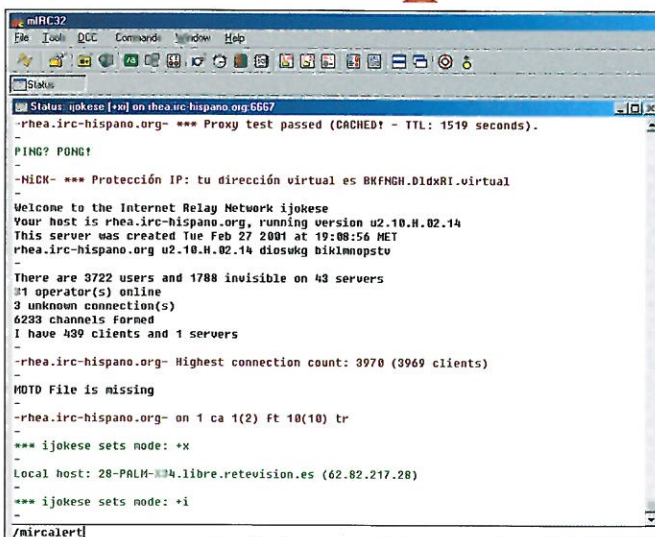 mIRC32
File Tools DCC Commands Window Help
Status
Status: ijokese [+xi] on rhea.irc-hispano.org:6667
-rhea.irc-hispano.org- *** Proxy test passed (CACHED! - TTL: 1519 seconds).
-
PING? PONG!
-
-NiCK- *** Protección IP: tu dirección virtual es BKFNGH.DldxRI.virtual
-
Welcome to the Internet Relay Network ijokese
Your host is rhea.irc-hispano.org, running version u2.10.H.02.14
This server was created Tue Feb 27 2001 at 19:08:56 MET
rhea.irc-hispano.org u2.10.H.02.14 dioswkg biklmnopstv
-
There are 3722 users and 1788 invisible on 43 servers
operator(s) online
3 unknown connection(s)
6233 channels formed
I have 439 clients and 1 servers
-
-rhea.irc-hispano.org- Highest connection count: 3970 (3969 clients)
-
MOTD File is missing
-
-rhea.irc-hispano.org- on 1 ca 1(2) ft 10(10) tr
-
*** ijokese sets mode: +x
-
Local host: .libre.retevision.es (62.82.217.28)
-
*** ijokese sets mode: +i
-
/mircalert